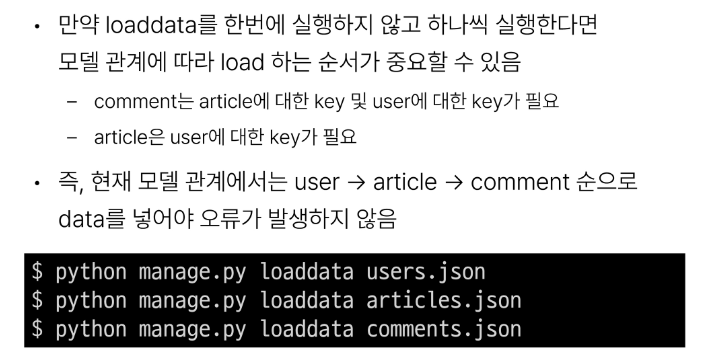 • 만약 loaddata를 한번에 실행하지 않고 하나씩 실행한다면
모델 관계에 따라 load 하는 순서가 중요할 수 있음
– comment는 article에 대한 key 및 user에 대한 key가 필요
– article은 user에 대한 key가 필요
• 즉, 현재 모델 관계에서는 user → article → comment 순으로
data를 넣어야 오류가 발생하지 않음
$ python manage.py loaddata users.json
$ python manage.py loaddata articles.json
$ python manage.py loaddata comments.json